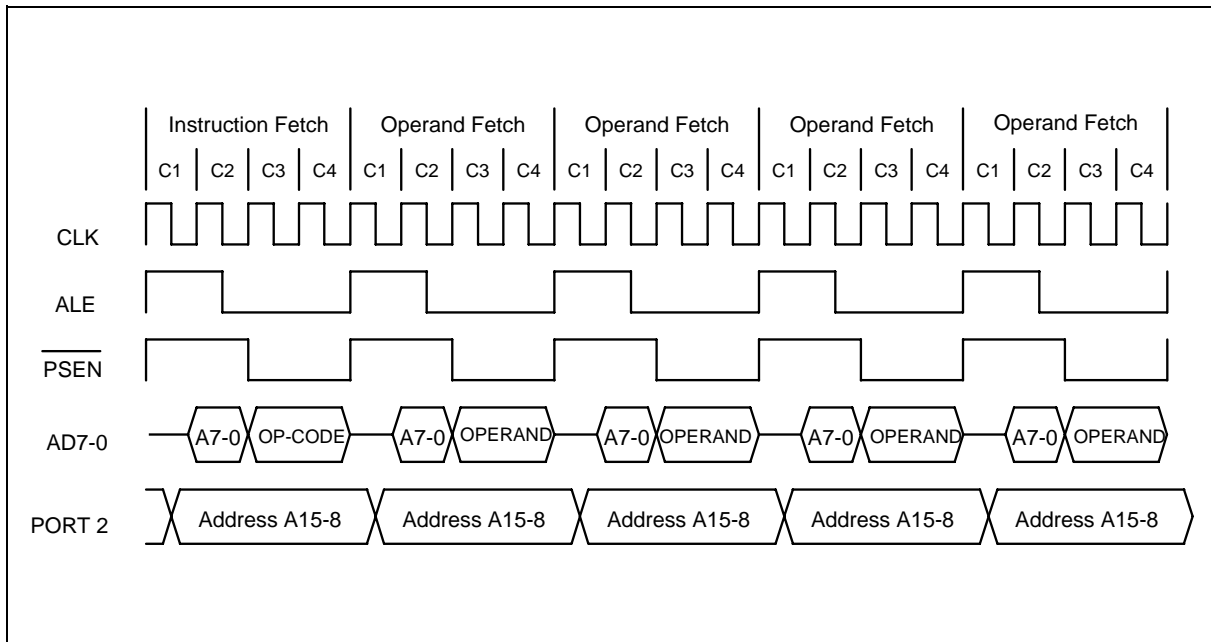 Instruction Fetch Operand Fetch Operand Fetch Operand Fetch Operand Fetch
C1 C2 C3 C4 C1 C2 C3 C4 C1 C2 C3 C4 C1 C2 C3 C4 C1 C2 C3 C4
CLK
ALE
PSEN
AD7-0 A7-0 OP-CODE A7-0 OPERAND A7-0 OPERAND A7-0 OPERAND A7-0 OPERAND
PORT 2 Address A15-8 Address A15-8 Address A15-8 Address A15-8 Address A15-8